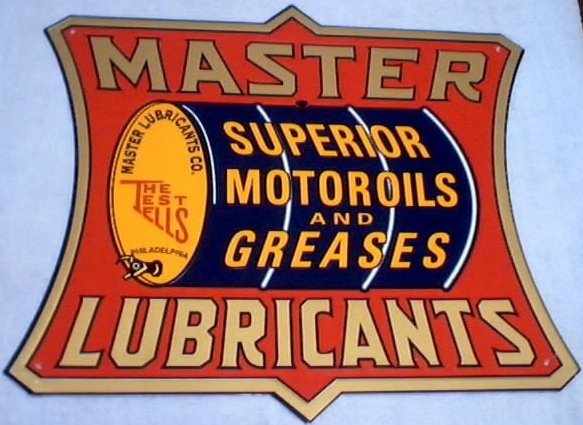 MASTER
MASTER LUBRICANTS CO.
THE
TEST
TELLS
PHILADELPHIA
SUPERIOR
MOTOROILS
AND
GREASES
LUBRICANTS